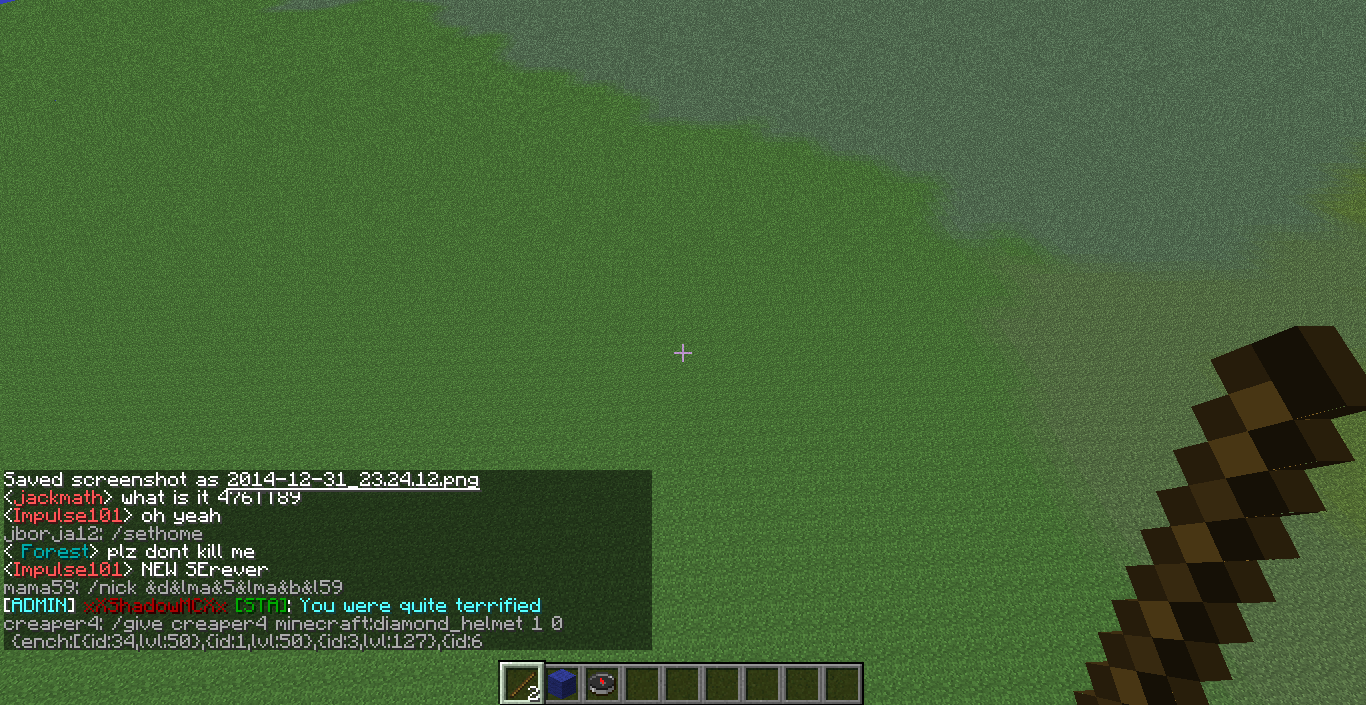 Saved screenshot as 2014-12-31_23.24.12.png
<jackmath> what is it 4761189
<Impulse101> oh yeah
jborja12: /sethome
< Forest> plz dont kill me
<Impulse101> NEW SErever
mama59: /nick &d&lma&5&lma&b&l59
[ADMIN] xXShadowMCXx [STA]: You were quite terrified
creaper4: /give creaper4 minecraft:diamond_helmet 1 0
{ench:[{id:34,lvl:50},{id:1,lvl:50},{id:3,lvl:127},{id:6
2